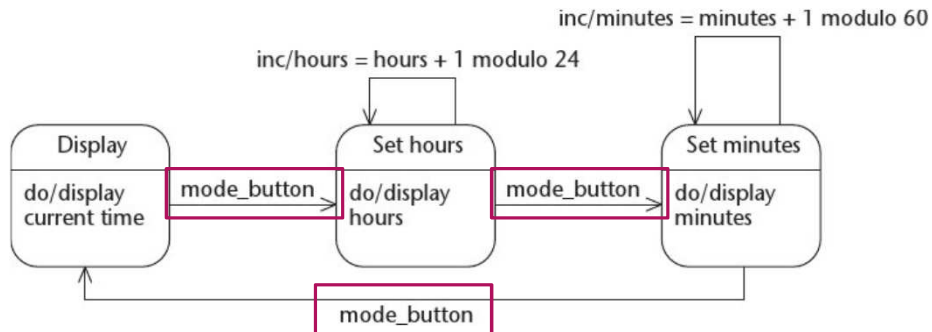 inc/minutes = minutes + 1 modulo 60
inc/hours = hours + 1 modulo 24
Display
do/display
current time
mode_button
Set hours
do/display
hours
mode_button
Set minutes
do/display
minutes
mode_button